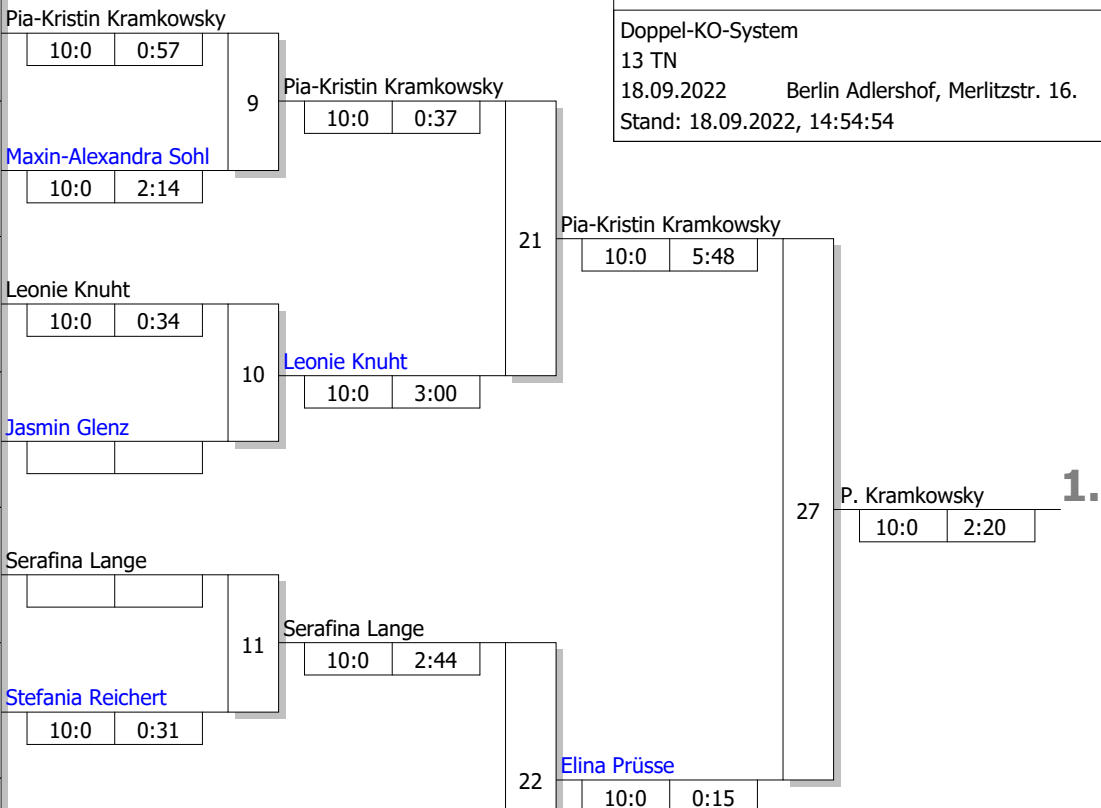 Doppel-KO-System
13 TN
18.09.2022 Berlin Adlershof, Merlitzstr. 16.
Stand: 18.09.2022, 14:54:54
Pia-Kristin Kramkowsky
10:0 0:57
9
Maxin-Alexandra Sohl
10:0 2:14
Pia-Kristin Kramkowsky
10:0 0:37
21
Leonie Knuht
10:0 0:34
10
Jasmin Glenz
Leonie Knuht
10:0 3:00
Pia-Kristin Kramkowsky
10:0 5:48
27
P. Kramkowsky 1.
10:0 2:20
Serafina Lange
11
Stefania Reichert
10:0 0:31
Serafina Lange
10:0 2:44
22
Elina Prüsse
10:0 0:15